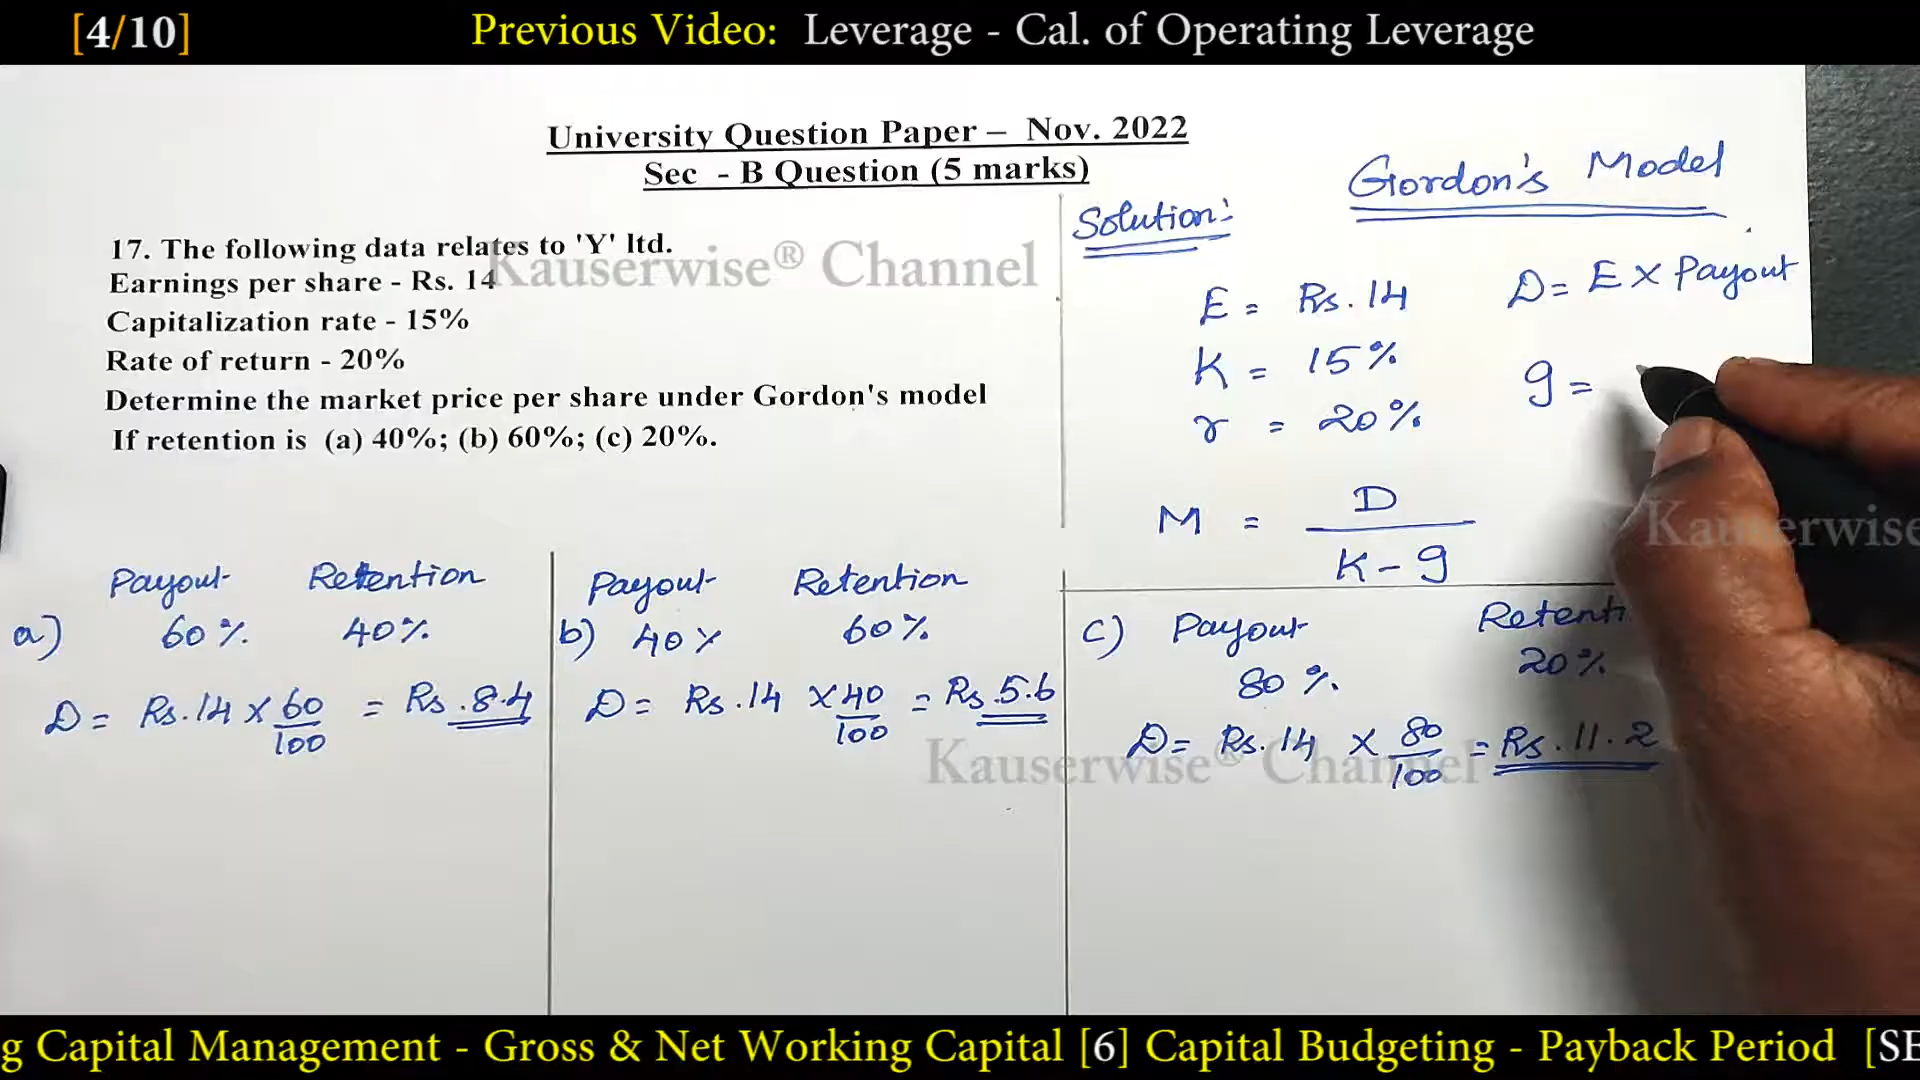 [4/10] Previous Video: Leverage - Cal. of Operating Leverage
University Question Paper – Nov. 2022
Sec - B Question (5 marks)
17. The following data relates to 'Y' ltd.
Earnings per share - Rs. 14
Capitalization rate - 15%
Rate of return - 20%
Determine the market price per share under Gordon's model
If retention is (a) 40%; (b) 60%; (c) 20%.
Kauserwise® Channel
Gordon's Model
Solution:
E = Rs. 14
D = E × Payout
K = 15%
g =
r = 20%
M = D
K - g
Kauserwise
Payout Retention
a) 60% 40%
D = Rs. 14 × 60 = Rs. 8.4
100
Payout Retention
b) 40% 60%
D = Rs. 14 × 40 = Rs. 5.6
100
c) Payout Retenti
80% 20%
D = Rs. 14 × 80 = Rs. 11.2
100
Kauserwise® Channel
g Capital Management - Gross & Net Working Capital [6] Capital Budgeting - Payback Period [SE